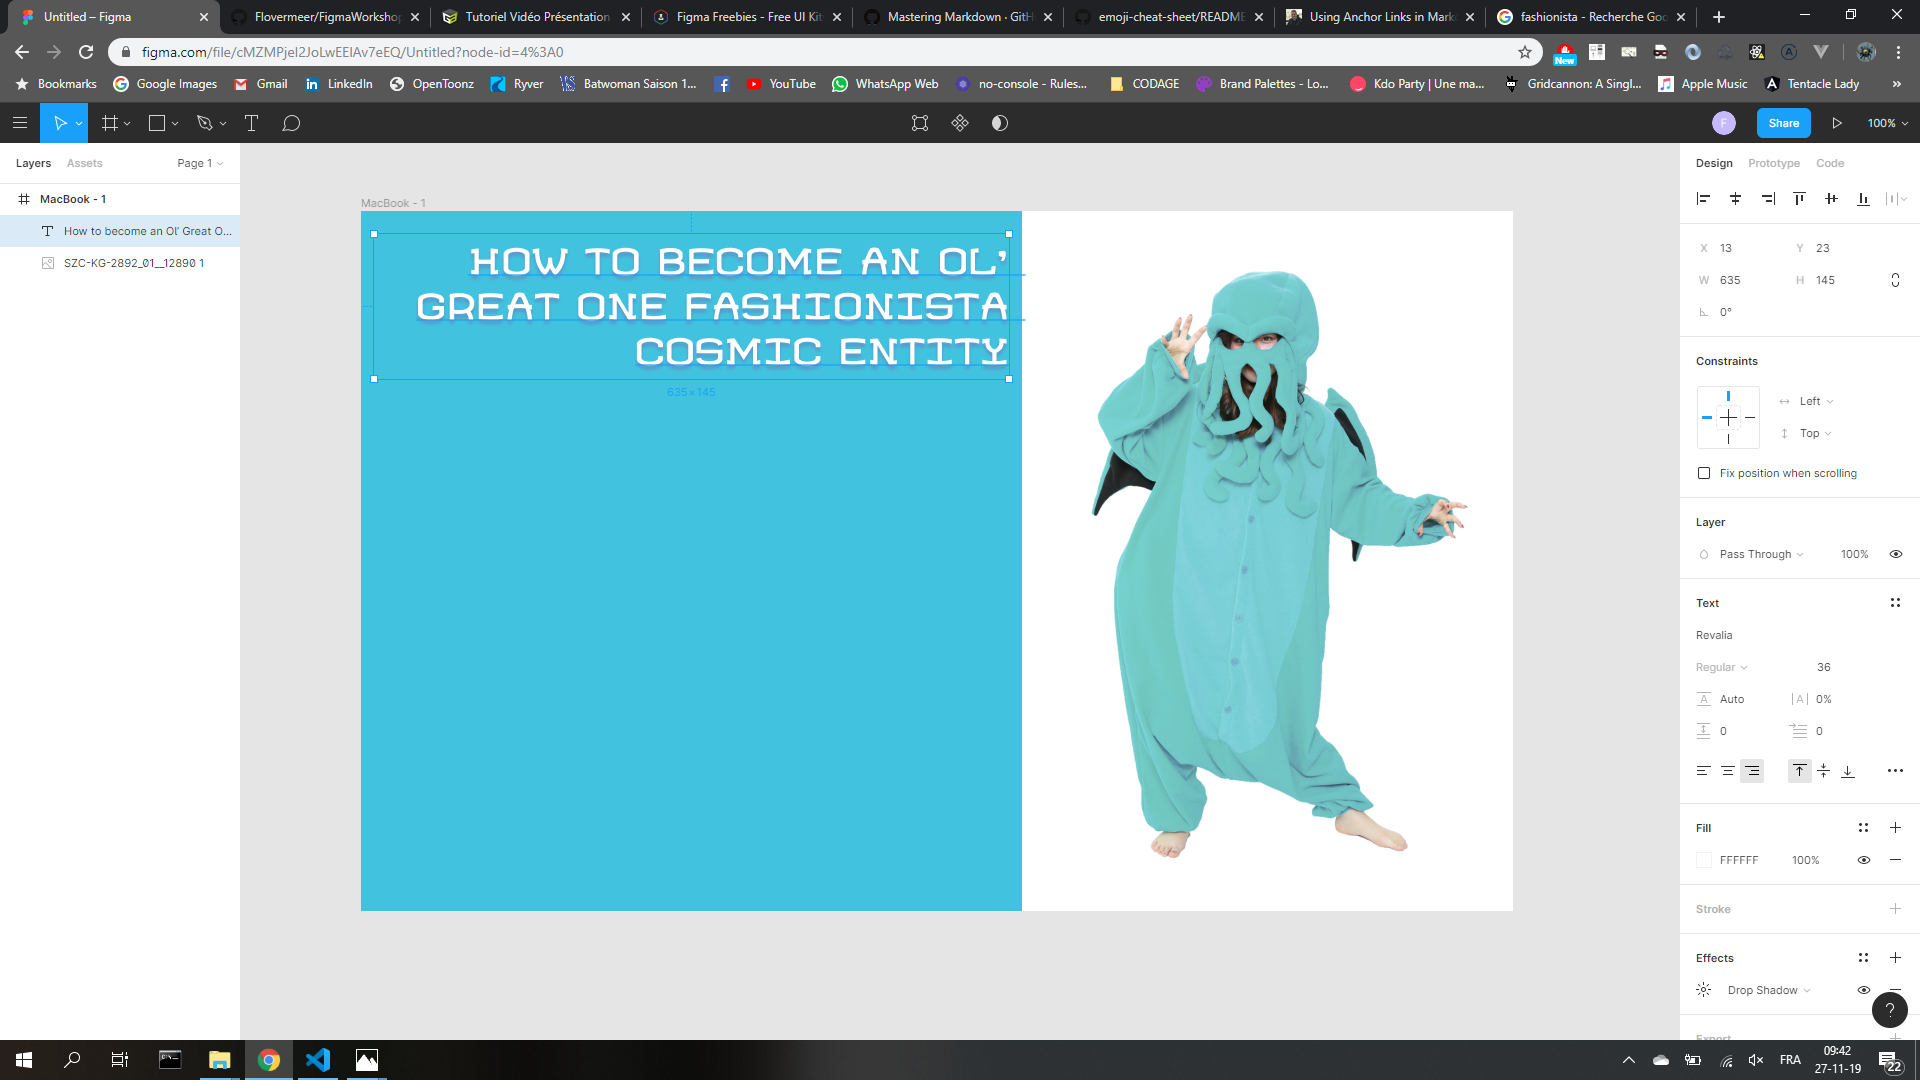 Untitled – Figma
Flovermeer/FigmaWorkshop
Tutoriel Vidéo Présentation
Figma Freebies - Free UI Kit
Mastering Markdown · GitH
emoji-cheat-sheet/README
Using Anchor Links in Mark
fashionista - Recherche Goo
figma.com/file/cMZMPjel2JoLwEEIAv7eEQ/Untitled?node-id=4%3A0
New
Bookmarks
Google Images
Gmail
LinkedIn
OpenToonz
Ryver
Batwoman Saison 1...
YouTube
WhatsApp Web
no-console - Rules...
CODAGE
Brand Palettes - Lo...
Kdo Party | Une ma...
Gridcannon: A Singl...
Apple Music
Tentacle Lady
»
F
Share
100%
Layers
Assets
Page 1
MacBook - 1
How to become an Ol' Great O...
SZC-KG-2892_01__12890 1
MacBook - 1
HOW TO BECOME AN OL'
GREAT ONE FASHIONISTA
COSMIC ENTITY
635 × 145
Design
Prototype
Code
X 13
Y 23
W 635
H 145
0°
Constraints
Left
Top
Fix position when scrolling
Layer
Pass Through
100%
Text
Revalia
Regular
36
Auto
0%
0
0
Fill
FFFFFF
100%
Stroke
Effects
Drop Shadow
Export
?
FRA
09:42
27-11-19
22